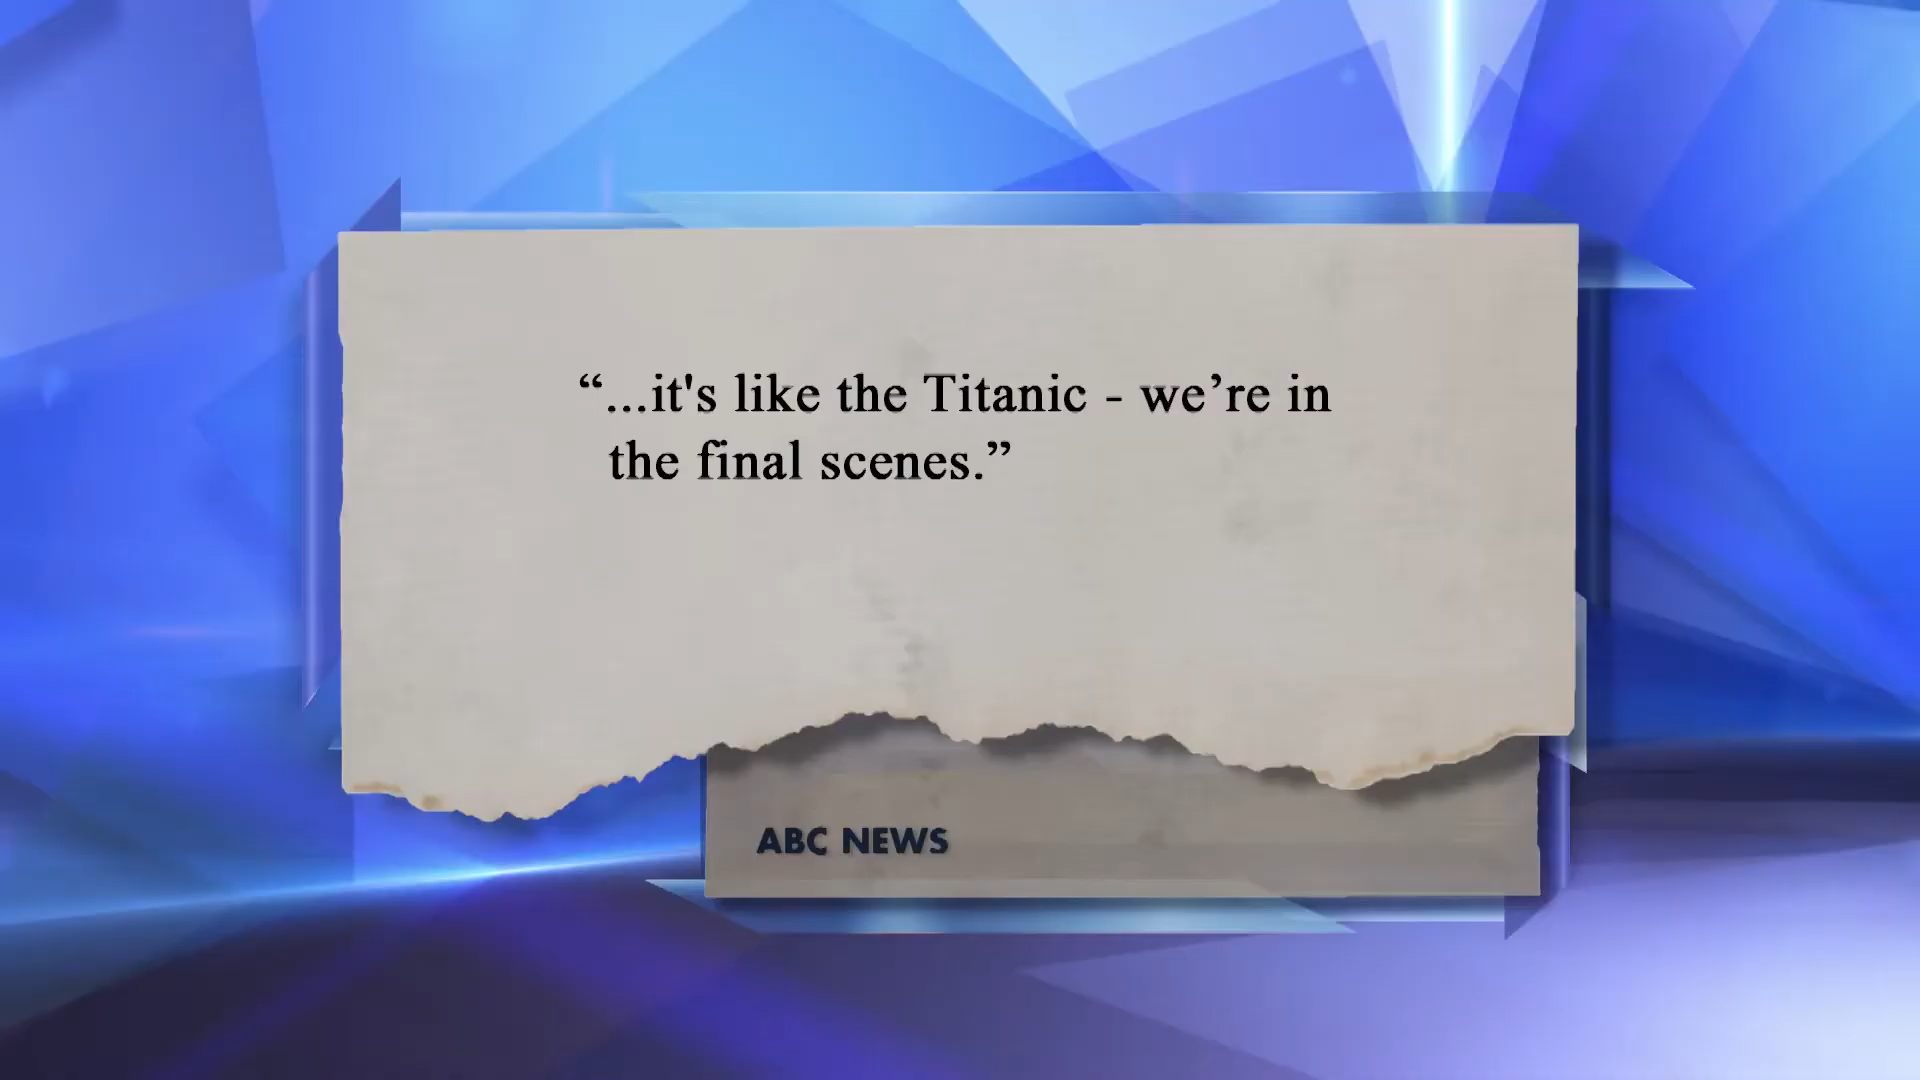 “...it's like the Titanic - we’re in
the final scenes.”
ABC NEWS